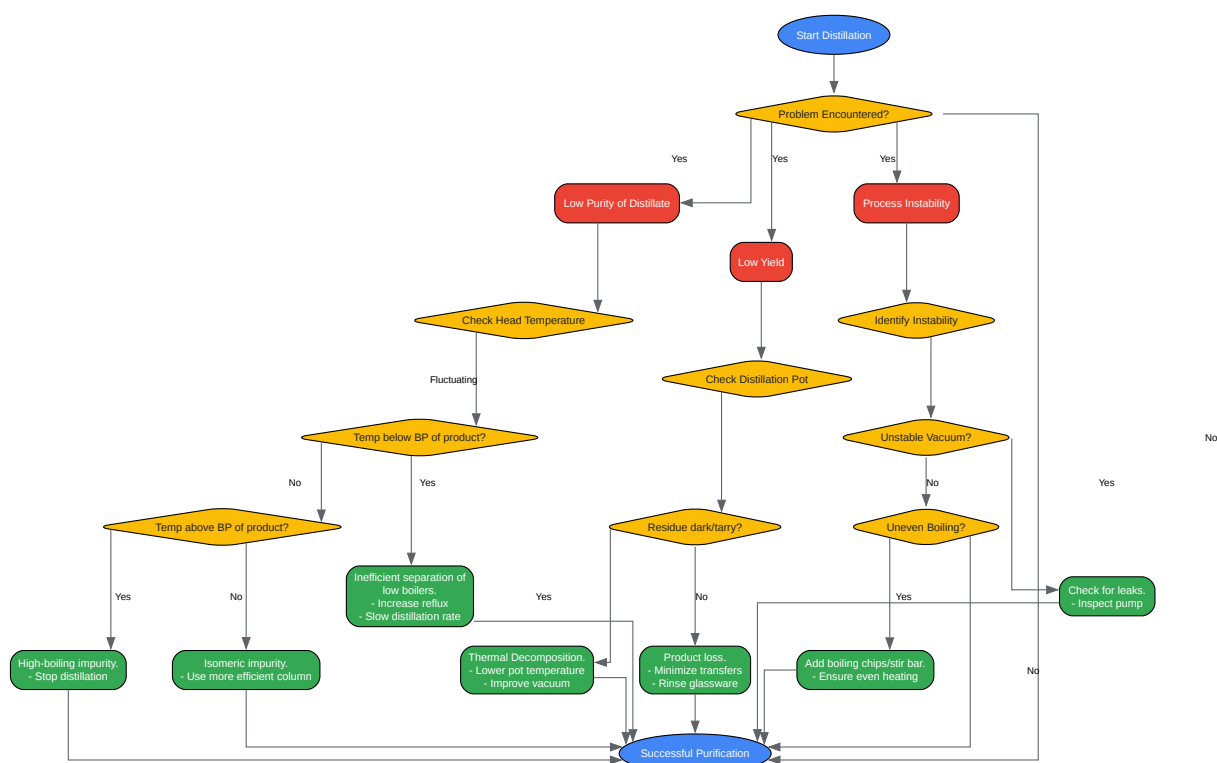 Start Distillation
Problem Encountered?
Yes
Yes
Yes
Low Purity of Distillate
Process Instability
Low Yield
Check Head Temperature
Identify Instability
Fluctuating
Check Distillation Pot
Temp below BP of product?
Unstable Vacuum?
No
No
Yes
No
Yes
Temp above BP of product?
Residue dark/tarry?
Uneven Boiling?
Inefficient separation of
low boilers.
- Increase reflux
- Slow distillation rate
Yes
No
Yes
No
Yes
Check for leaks.
- Inspect pump
High-boiling impurity.
- Stop distillation
Isomeric impurity.
- Use more efficient column
Thermal Decomposition.
- Lower pot temperature
- Improve vacuum
Product loss.
- Minimize transfers
- Rinse glassware
Add boiling chips/stir bar.
- Ensure even heating
No
Successful Purification